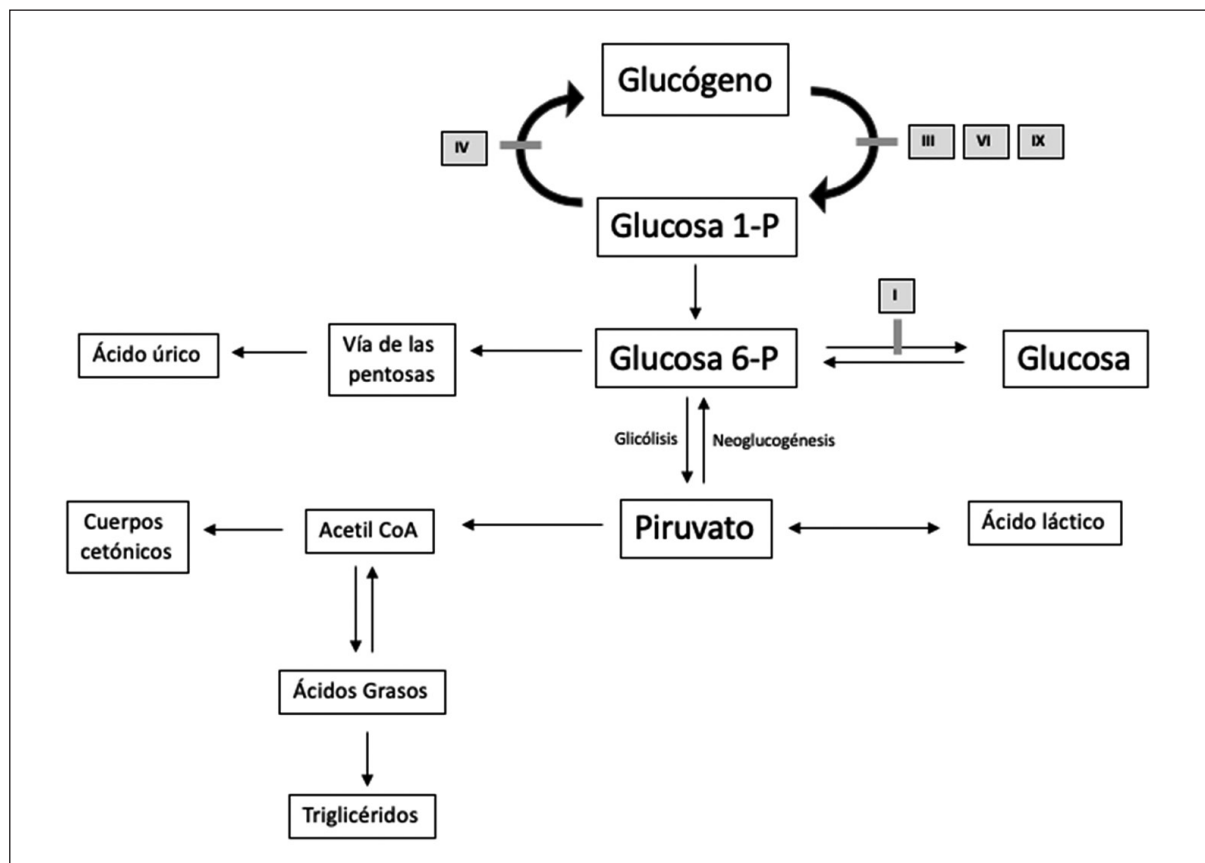 Glucógeno
IV
III
VI
IX
Glucosa 1-P
I
Ácido úrico
Vía de las
pentosas
Glucosa 6-P
Glucosa
Glicólisis
Neoglucogénesis
Cuerpos
cetónicos
Acetil CoA
Piruvato
Ácido láctico
Ácidos Grasos
Triglicéridos